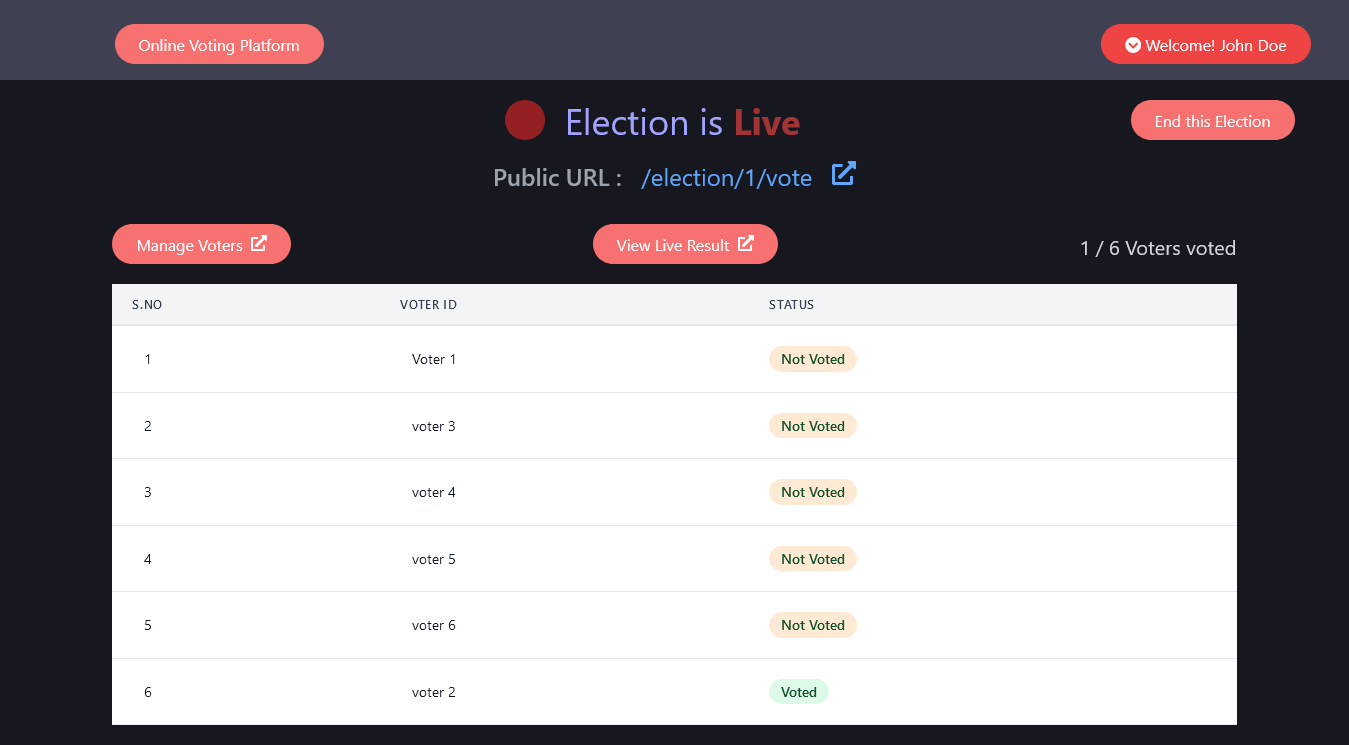 Online Voting Platform
Welcome! John Doe
Election is Live
End this Election
Public URL : /election/1/vote
Manage Voters
View Live Result
1 / 6 Voters voted
S.NO VOTER ID STATUS
1 Voter 1 Not Voted
2 voter 3 Not Voted
3 voter 4 Not Voted
4 voter 5 Not Voted
5 voter 6 Not Voted
6 voter 2 Voted